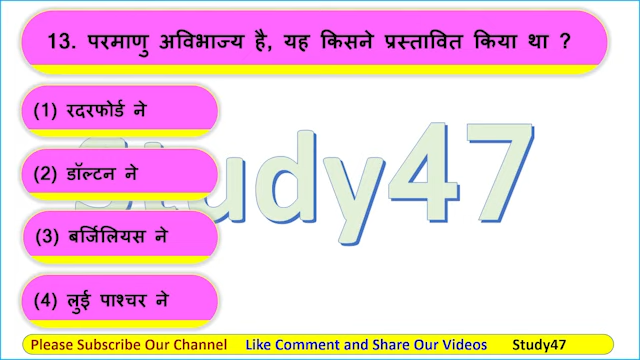 13. परमाणु अविभाज्य है, यह किसने प्रस्तावित किया था ?
(1) रदरफोर्ड ने
(2) डॉल्टन ने
(3) बर्जिलियस ने
(4) लुई पाश्चर ने
Study47
Please Subscribe Our Channel Like Comment and Share Our Videos Study47